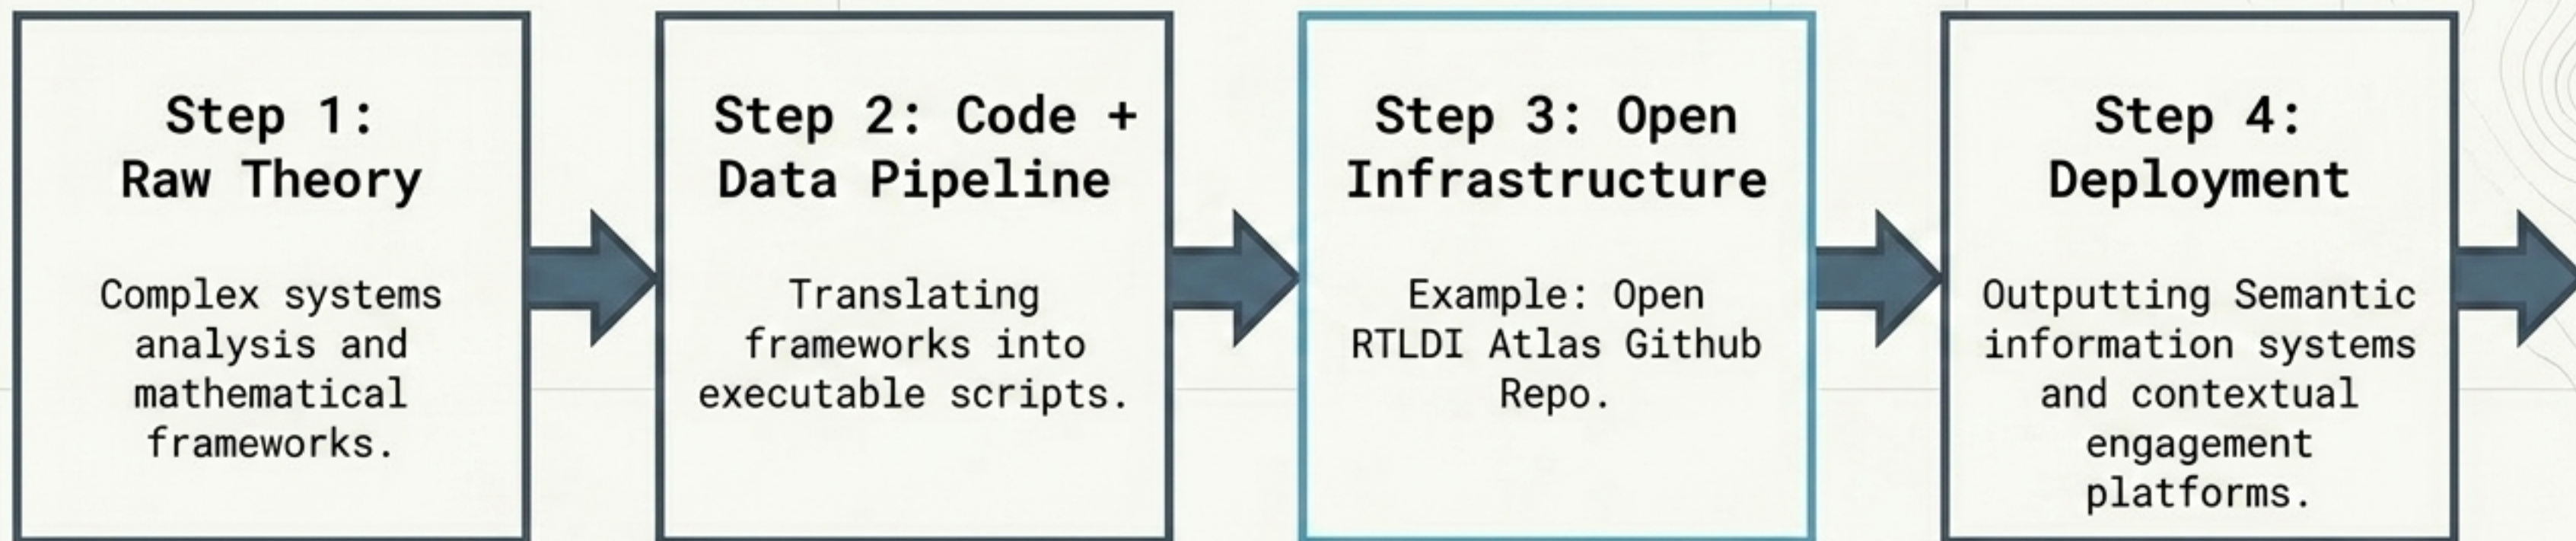 Step 1:
Raw Theory
Complex systems
analysis and
mathematical
frameworks.
Step 2: Code +
Data Pipeline
Translating
frameworks into
executable scripts.
Step 3: Open
Infrastructure
Example: Open
RTLDI Atlas Github
Repo.
Step 4:
Deployment
Outputting Semantic
information systems
and contextual
engagement
platforms.